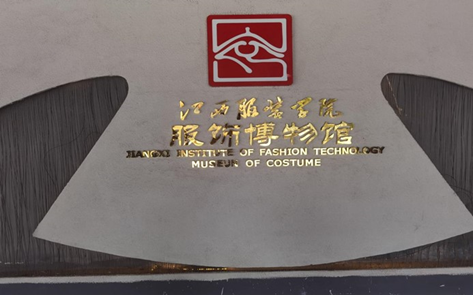 江西服装学院
服饰博物馆
JIANGXI INSTITUTE OF FASHION TECHNOLOGY
MUSEUM OF COSTUME